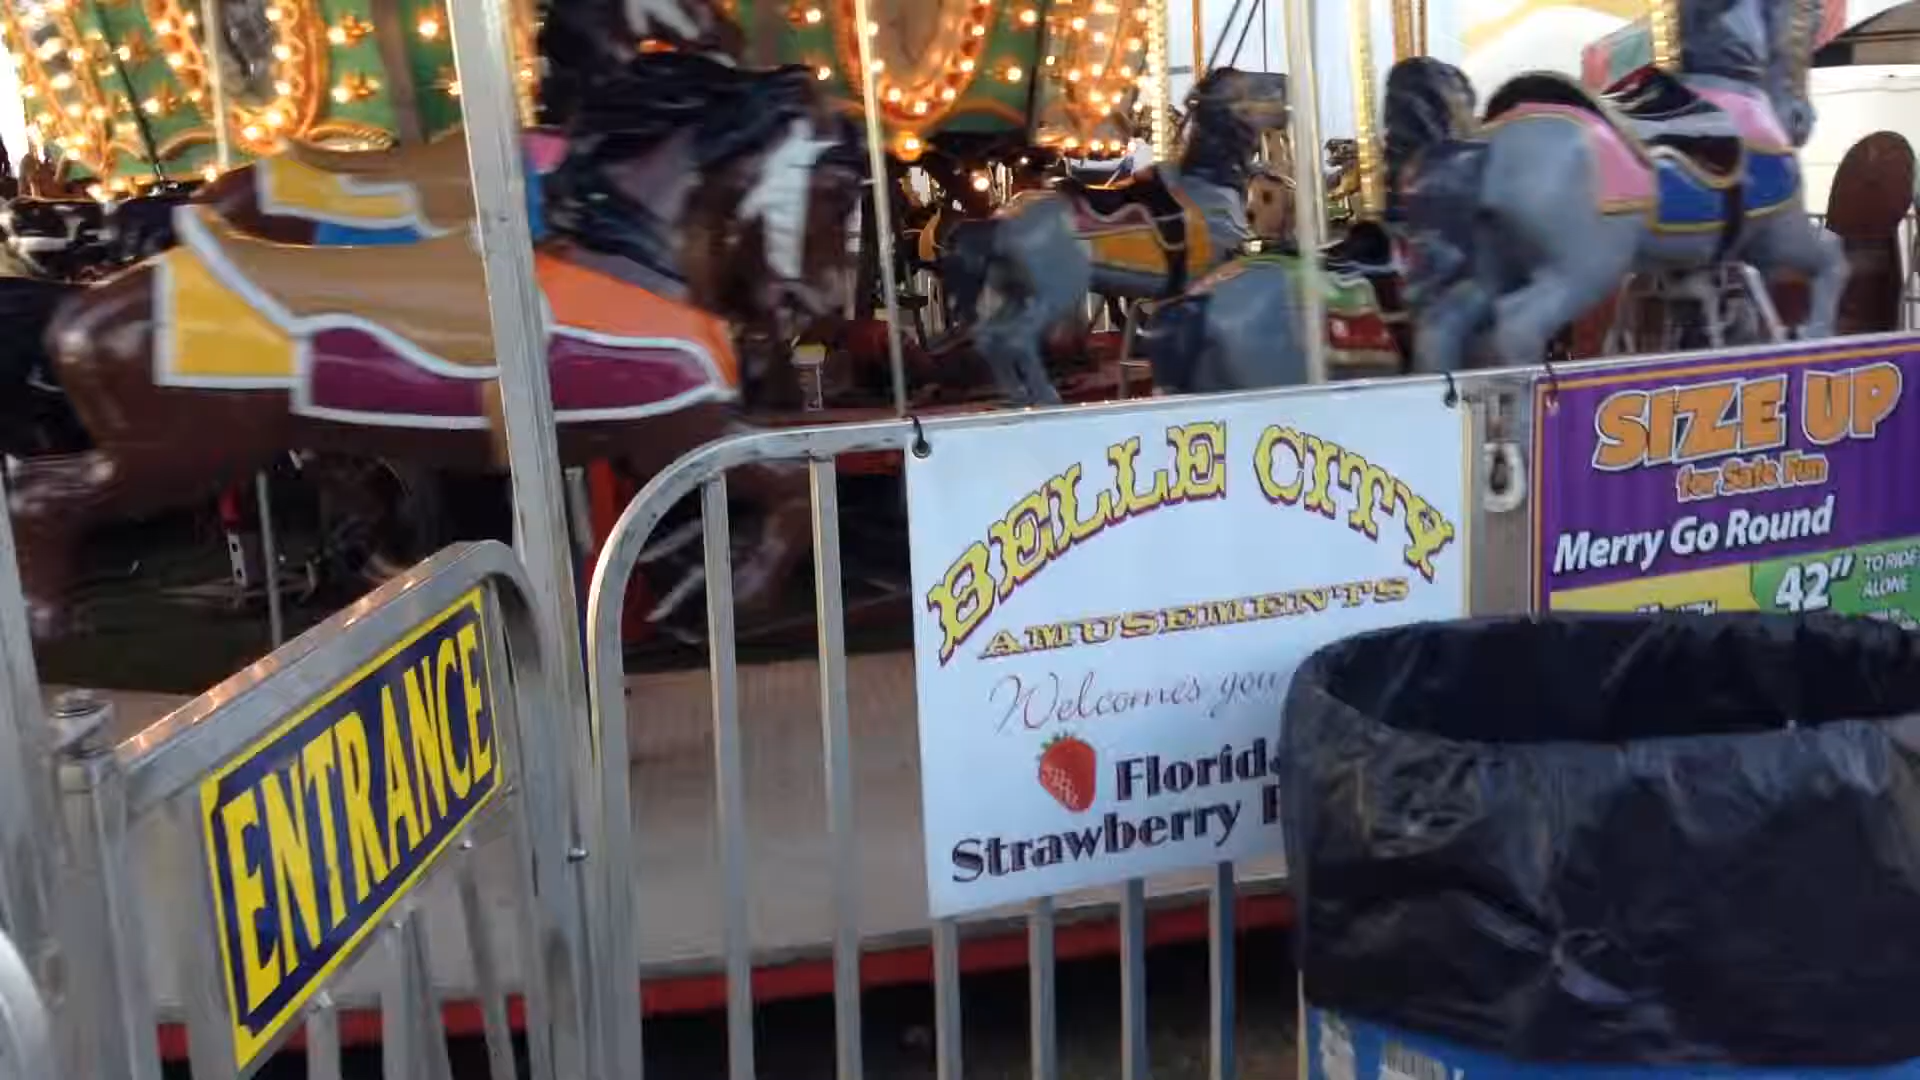 BELLE CITY
AMUSEMENTS
Welcomes you
Florida
Strawberry
SIZE UP
for Safe Fun
Merry Go Round
42" TO RIDE
ALONE
ENTRANCE